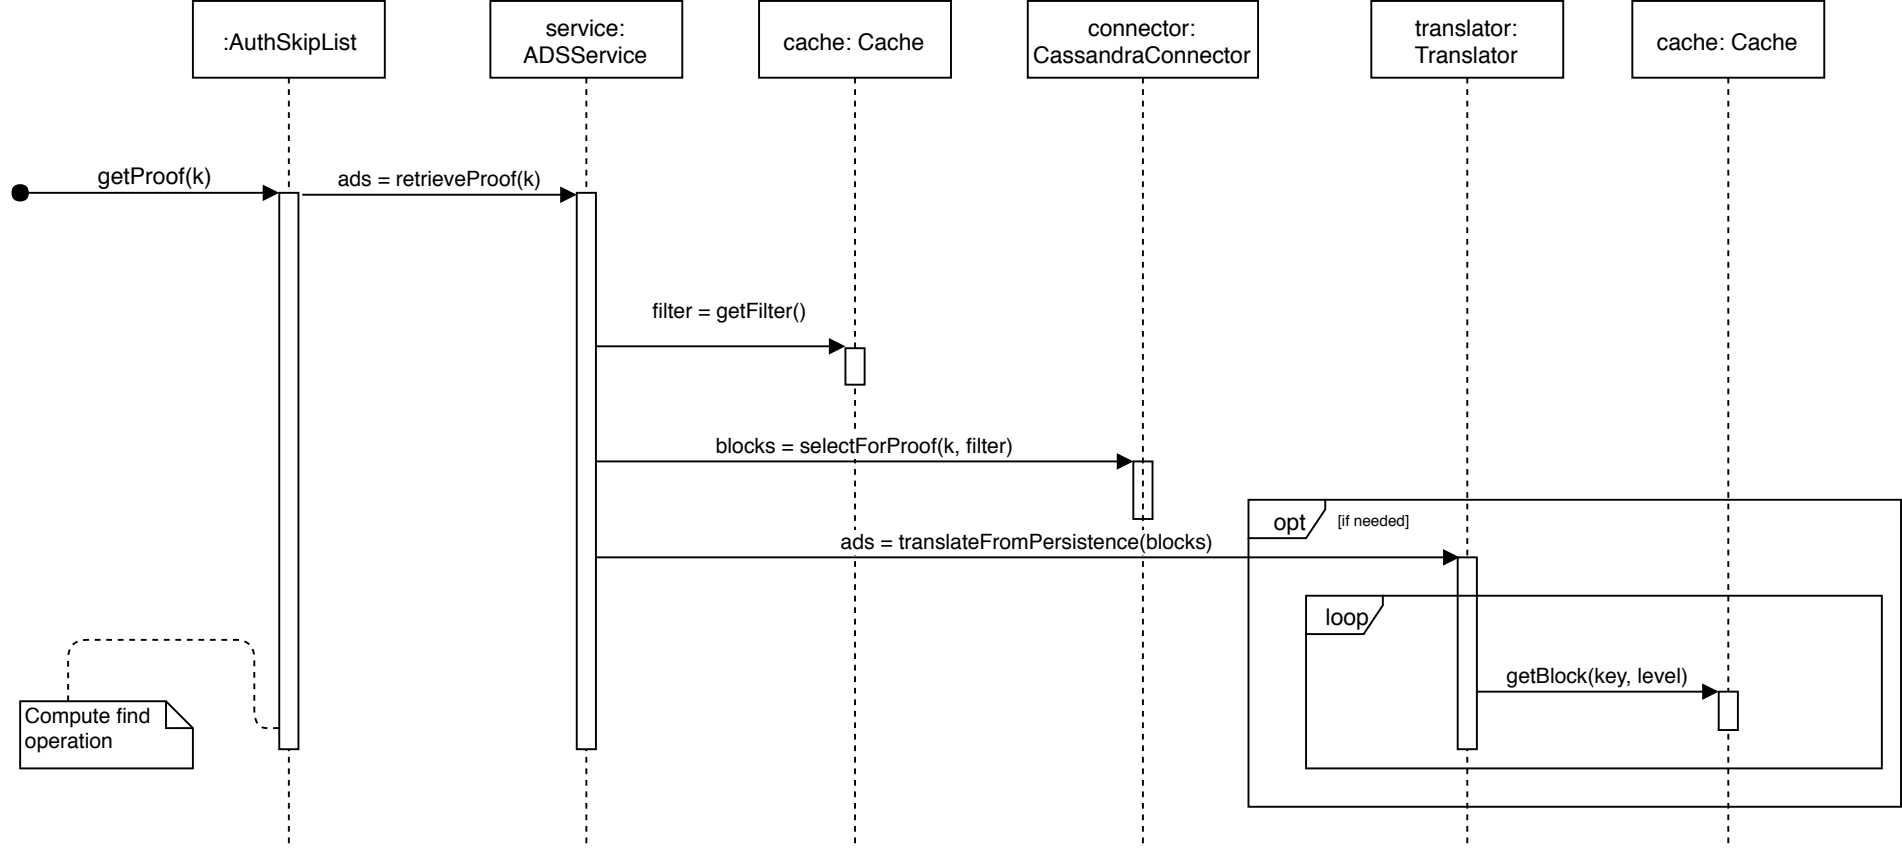 :AuthSkipList
service:
ADSService
cache: Cache
connector:
CassandraConnector
translator:
Translator
cache: Cache
getProof(k)
ads = retrieveProof(k)
filter = getFilter()
blocks = selectForProof(k, filter)
opt
[if needed]
ads = translateFromPersistence(blocks)
loop
getBlock(key, level)
Compute find
operation